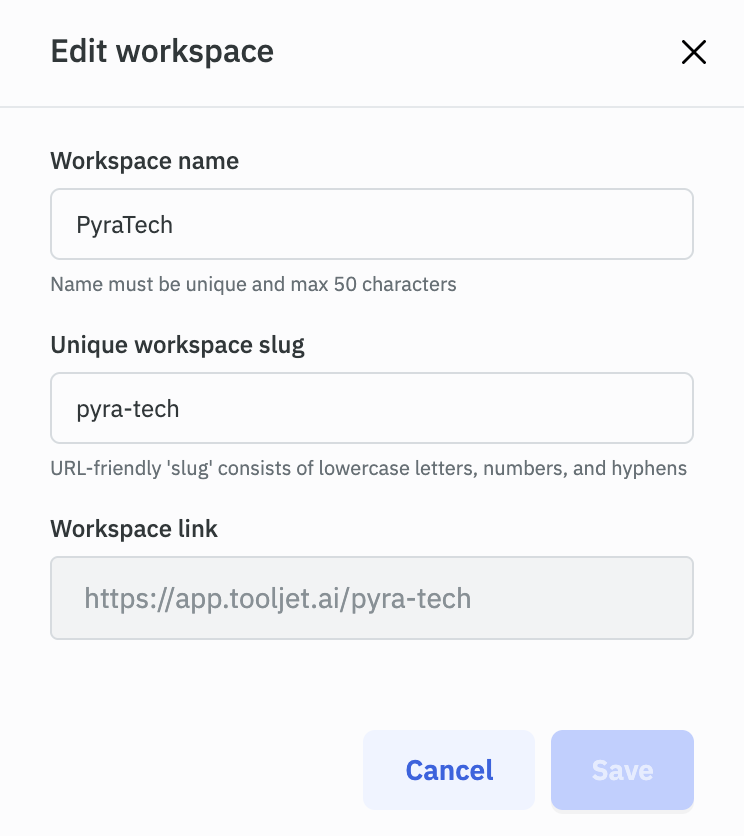 Edit workspace
Workspace name
PyraTech
Name must be unique and max 50 characters
Unique workspace slug
pyra-tech
URL-friendly 'slug' consists of lowercase letters, numbers, and hyphens
Workspace link
https://app.tooljet.ai/pyra-tech
Cancel Save